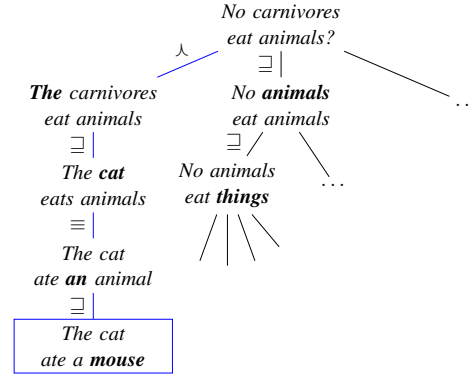 No carnivores
eat animals?
⋏
⊒
The carnivores
eat animals
No animals
eat animals
. .
⊒
⊒
The cat
eats animals
No animals
eat things
. . .
≡
The cat
ate an animal
⊒
The cat
ate a mouse